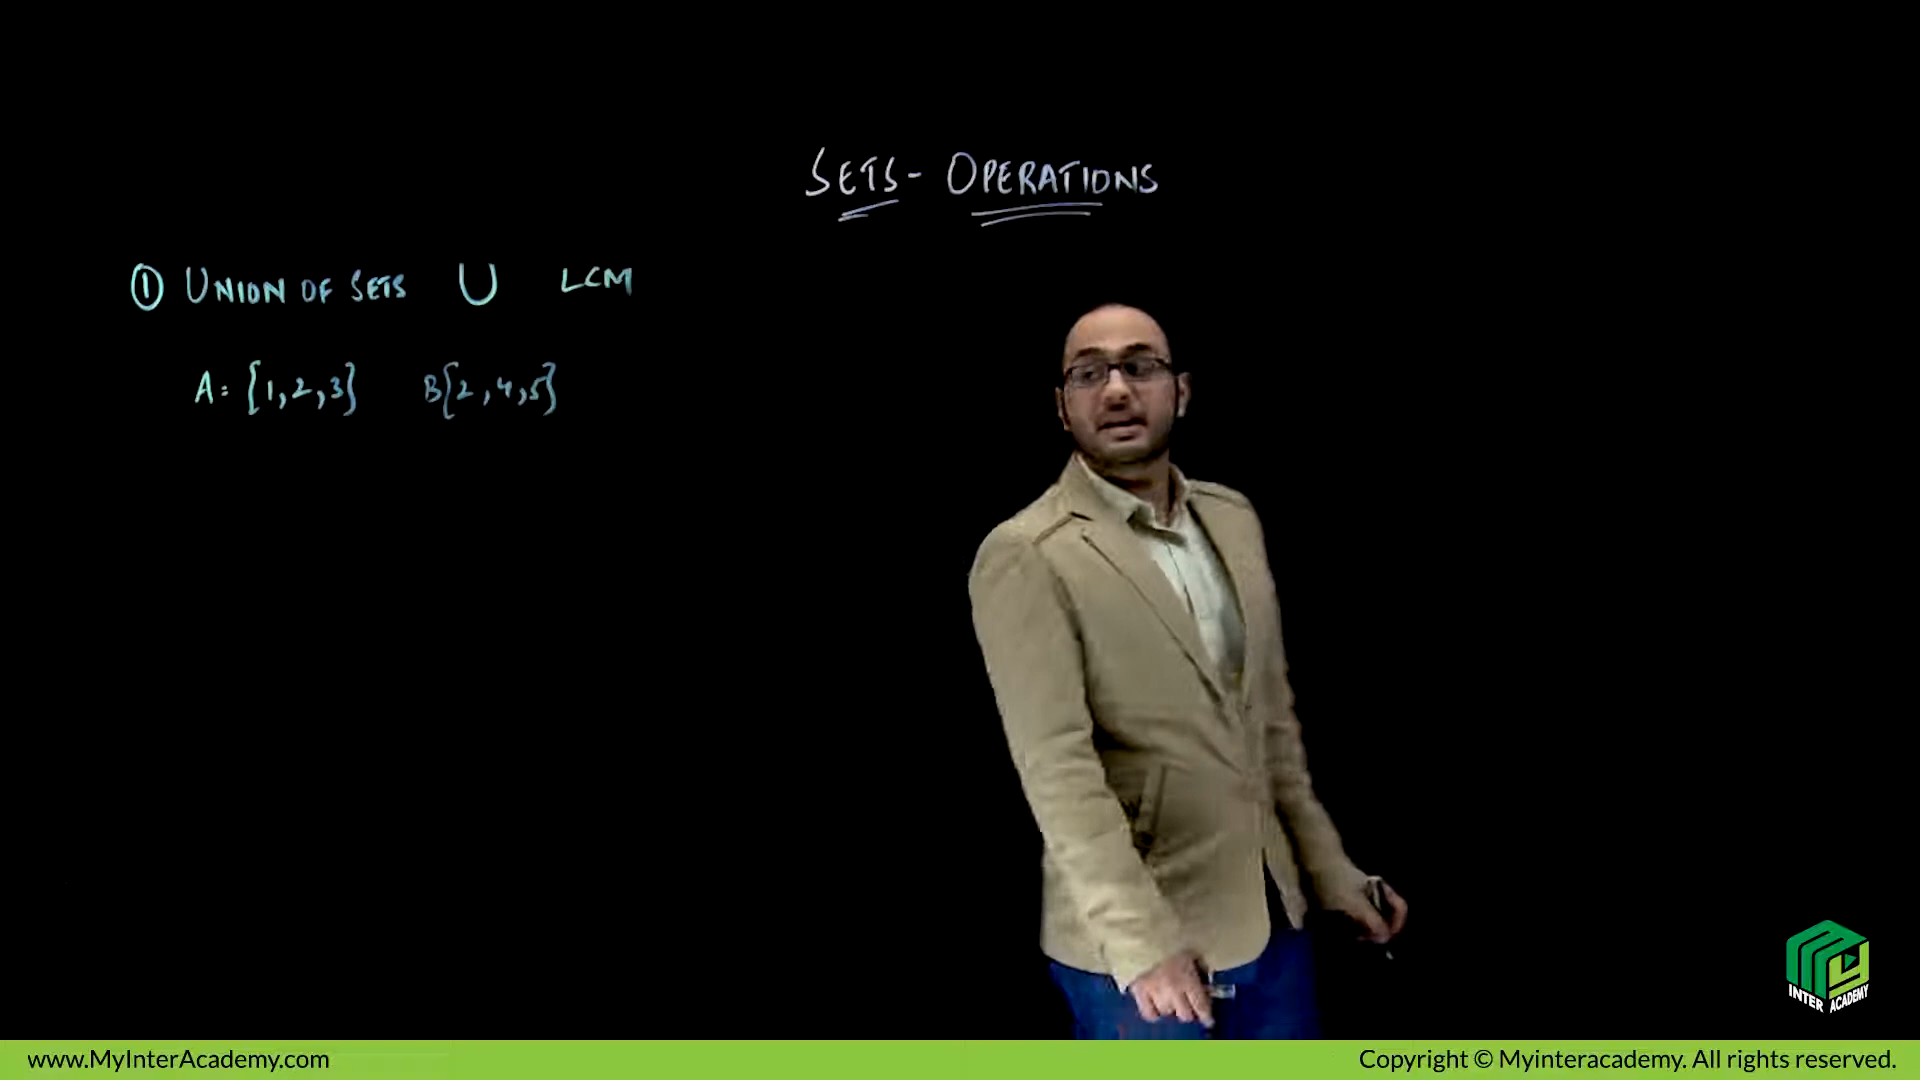 SETS - OPERATIONS
① UNION OF SETS ∪ LCM
A = {1,2,3} B{2,4,5}
INTER ACADEMY
www.MyInterAcademy.com Copyright © Myinteracademy. All rights reserved.